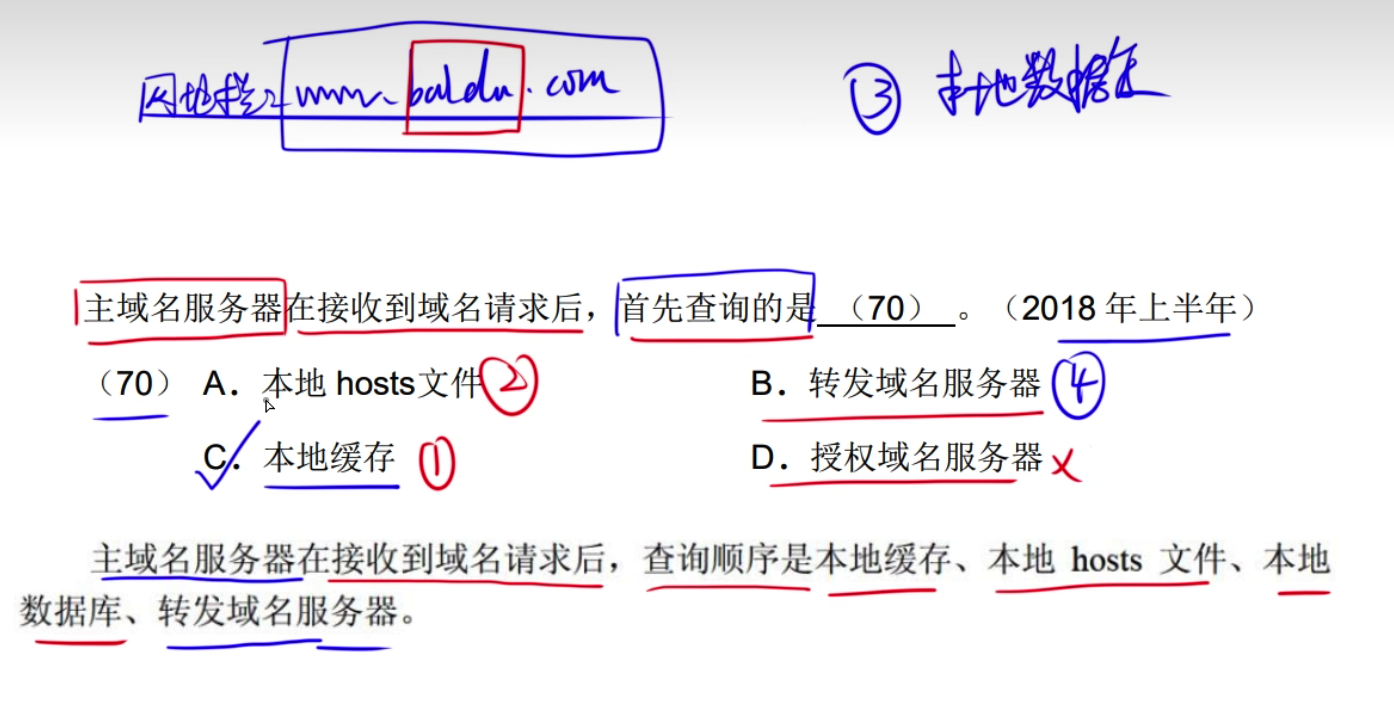 网地栏: www.baidu.com
③ 本地数据库
主域名服务器在接收到域名请求后，首先查询的是（70）。（2018 年上半年）
（70） A．本地 hosts文件 ② B．转发域名服务器 ④
C．本地缓存 ① D．授权域名服务器 ×
主域名服务器在接收到域名请求后，查询顺序是本地缓存、本地 hosts 文件、本地
数据库、转发域名服务器。